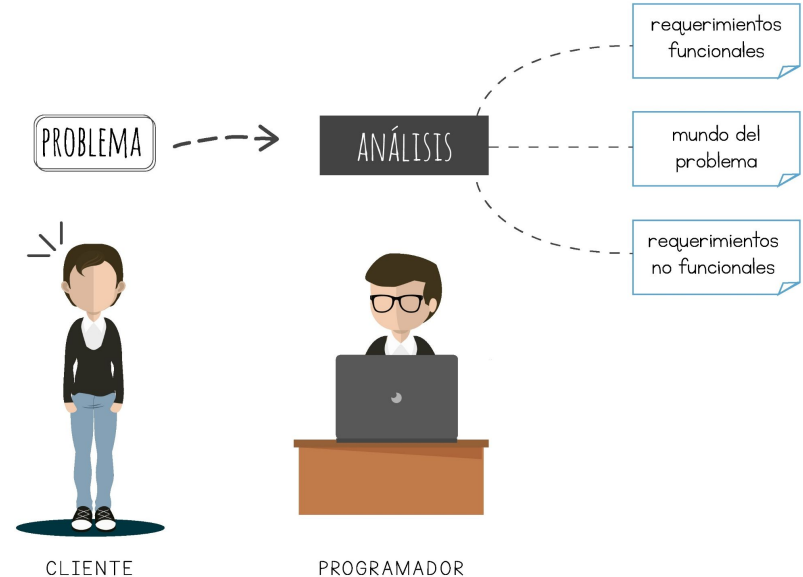 PROBLEMA
ANÁLISIS
requerimientos
funcionales
mundo del
problema
requerimientos
no funcionales
CLIENTE
PROGRAMADOR